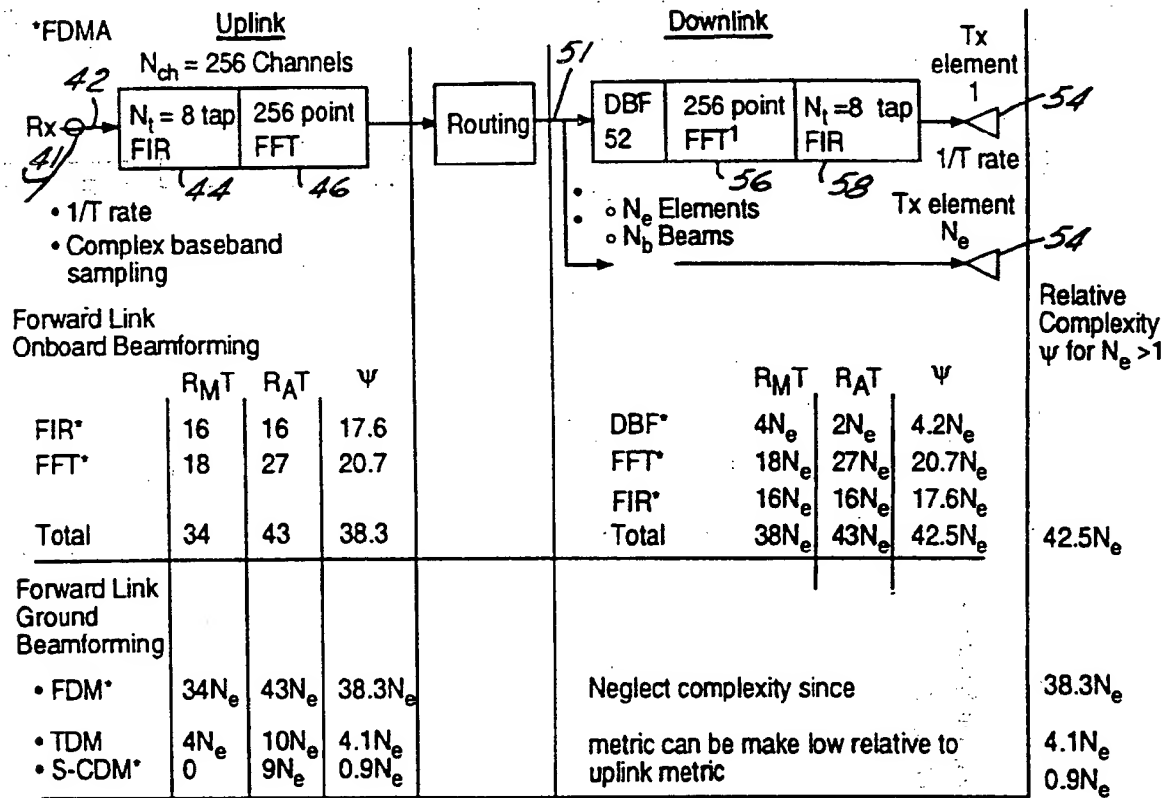 *FDMA Uplink Downlink
N_ch = 256 Channels
42 51 Tx element 1
Rx N_t = 8 tap FIR 256 point FFT Routing DBF 52 256 point FFT¹ N_t =8 tap FIR 54
41 44 46 56 58 1/T rate
• 1/T rate
• Complex baseband sampling
∘ N_e Elements
∘ N_b Beams
Tx element N_e 54
Relative Complexity ψ for N_e >1
Forward Link
Onboard Beamforming
R_MT R_AT Ψ R_MT R_AT Ψ
FIR* 16 16 17.6 DBF* 4N_e 2N_e 4.2N_e
FFT* 18 27 20.7 FFT* 18N_e 27N_e 20.7N_e
FIR* 16N_e 16N_e 17.6N_e
Total 34 43 38.3 Total 38N_e 43N_e 42.5N_e 42.5N_e
Forward Link
Ground
Beamforming
• FDM* 34N_e 43N_e 38.3N_e Neglect complexity since 38.3N_e
• TDM 4N_e 10N_e 4.1N_e metric can be make low relative to 4.1N_e
• S-CDM* 0 9N_e 0.9N_e uplink metric 0.9N_e